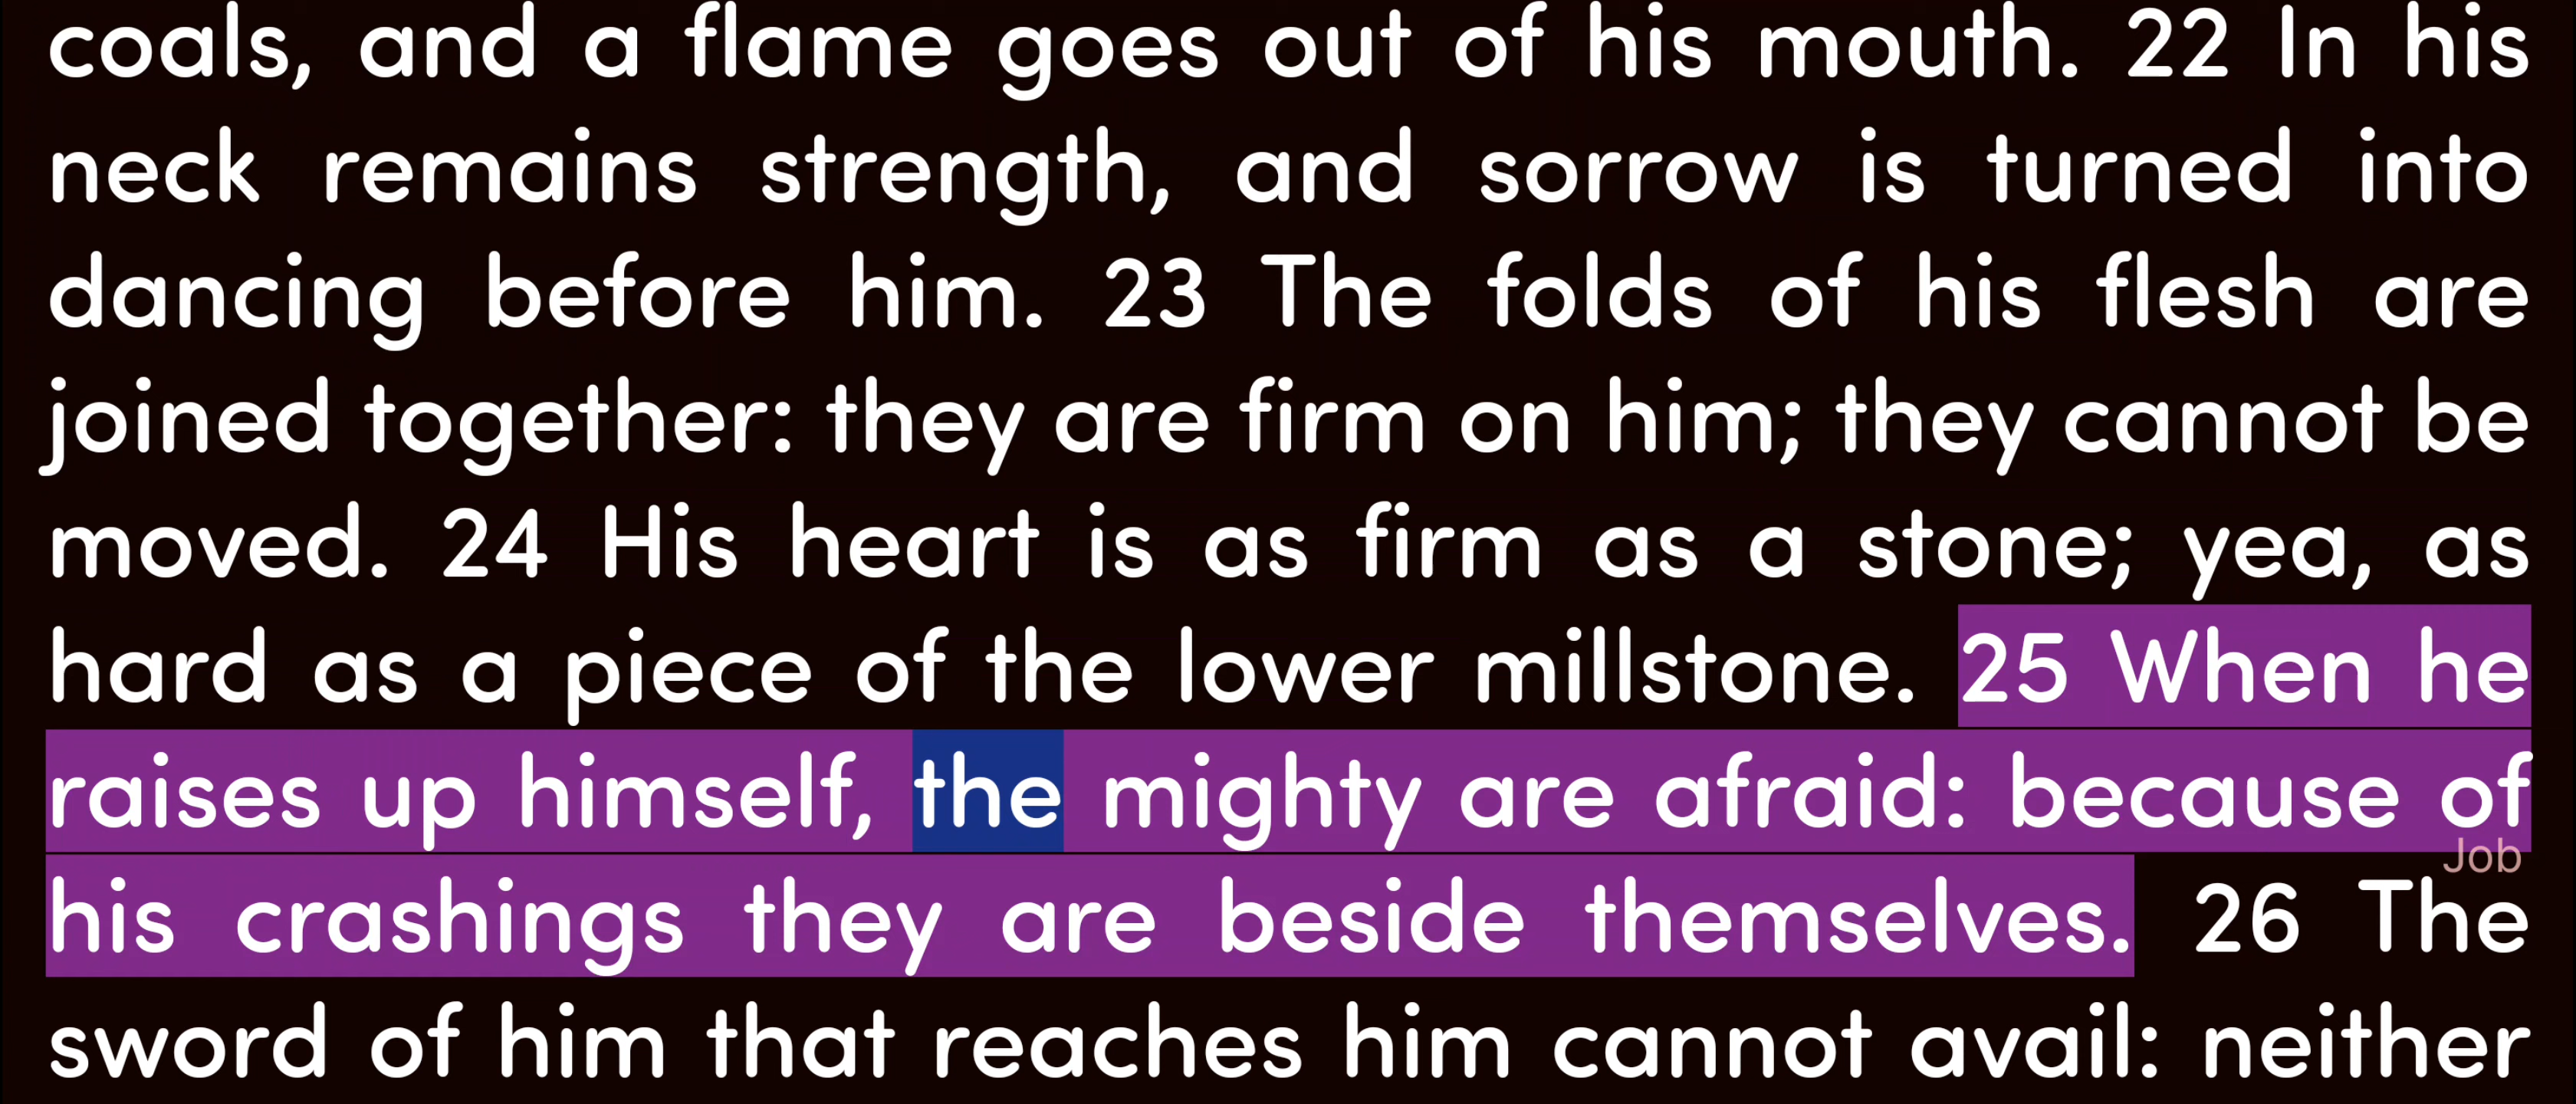 coals, and a flame goes out of his mouth. 22 In his
neck remains strength, and sorrow is turned into
dancing before him. 23 The folds of his flesh are
joined together: they are firm on him; they cannot be
moved. 24 His heart is as firm as a stone; yea, as
hard as a piece of the lower millstone. 25 When he
raises up himself, the mighty are afraid: because of
Job
his crashings they are beside themselves. 26 The
sword of him that reaches him cannot avail: neither